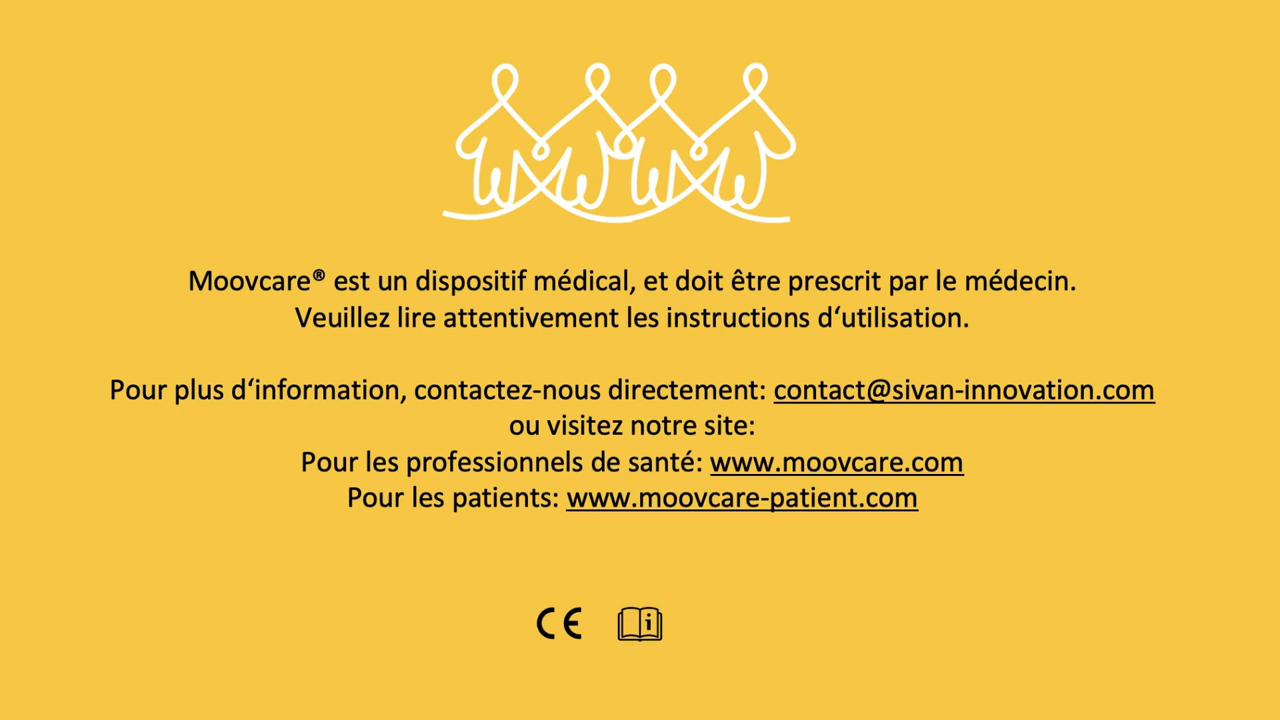 Moovcare® est un dispositif médical, et doit être prescrit par le médecin.
Veuillez lire attentivement les instructions d‘utilisation.
Pour plus d‘information, contactez-nous directement: contact@sivan-innovation.com
ou visitez notre site:
Pour les professionnels de santé: www.moovcare.com
Pour les patients: www.moovcare-patient.com
CE i